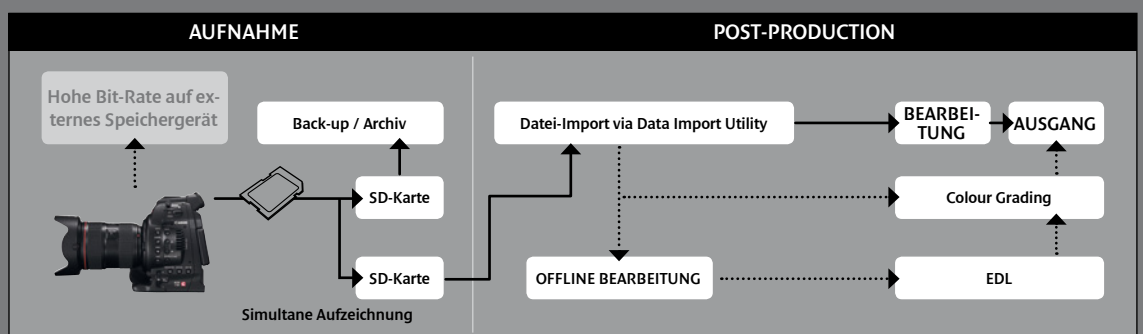 AUFNAHME
POST-PRODUCTION
Hohe Bit-Rate auf ex-
ternes Speichergerät
Back-up / Archiv
SD-Karte
SD-Karte
Simultane Aufzeichnung
Datei-Import via Data Import Utility
BEARBEI-
TUNG
AUSGANG
Colour Grading
OFFLINE BEARBEITUNG
EDL